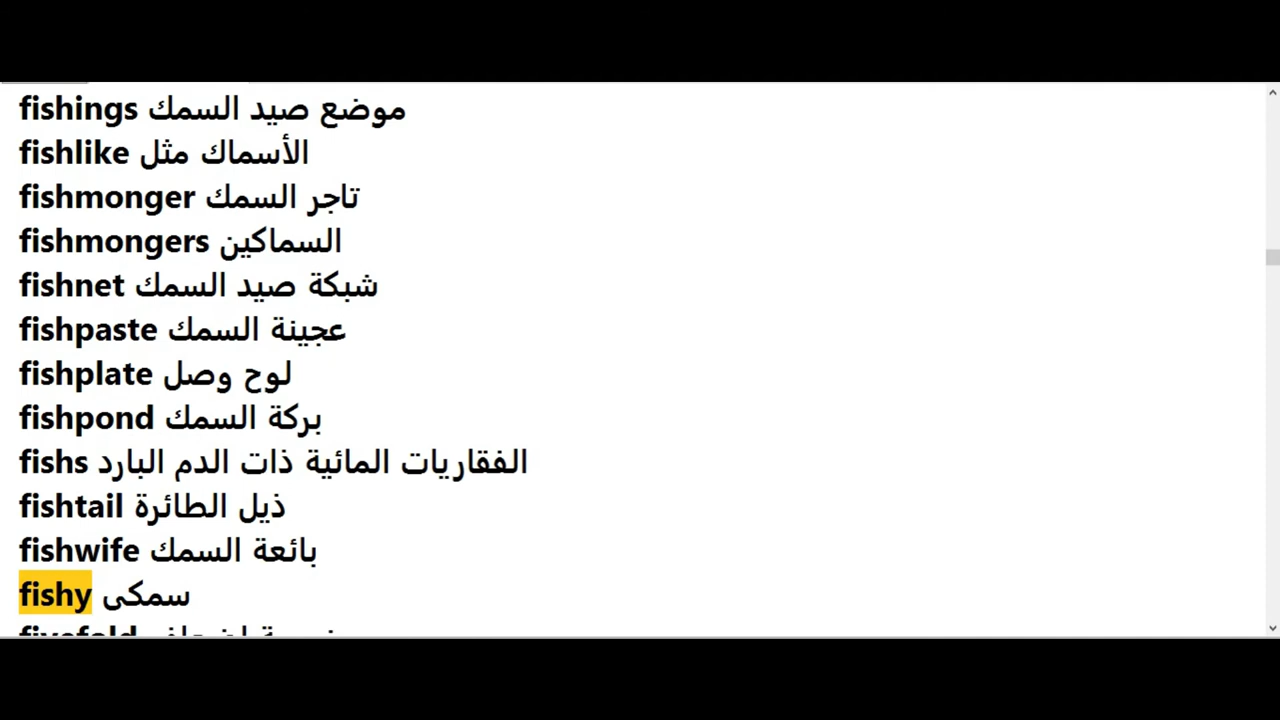 fishings موضع صيد السمك
fishlike الأسماك مثل
fishmonger تاجر السمك
fishmongers السماكين
fishnet شبكة صيد السمك
fishpaste عجينة السمك
fishplate لوح وصل
fishpond بركة السمك
fishs الفقاريات المائية ذات الدم البارد
fishtail ذيل الطائرة
fishwife بائعة السمك
fishy سمكى
fivefold